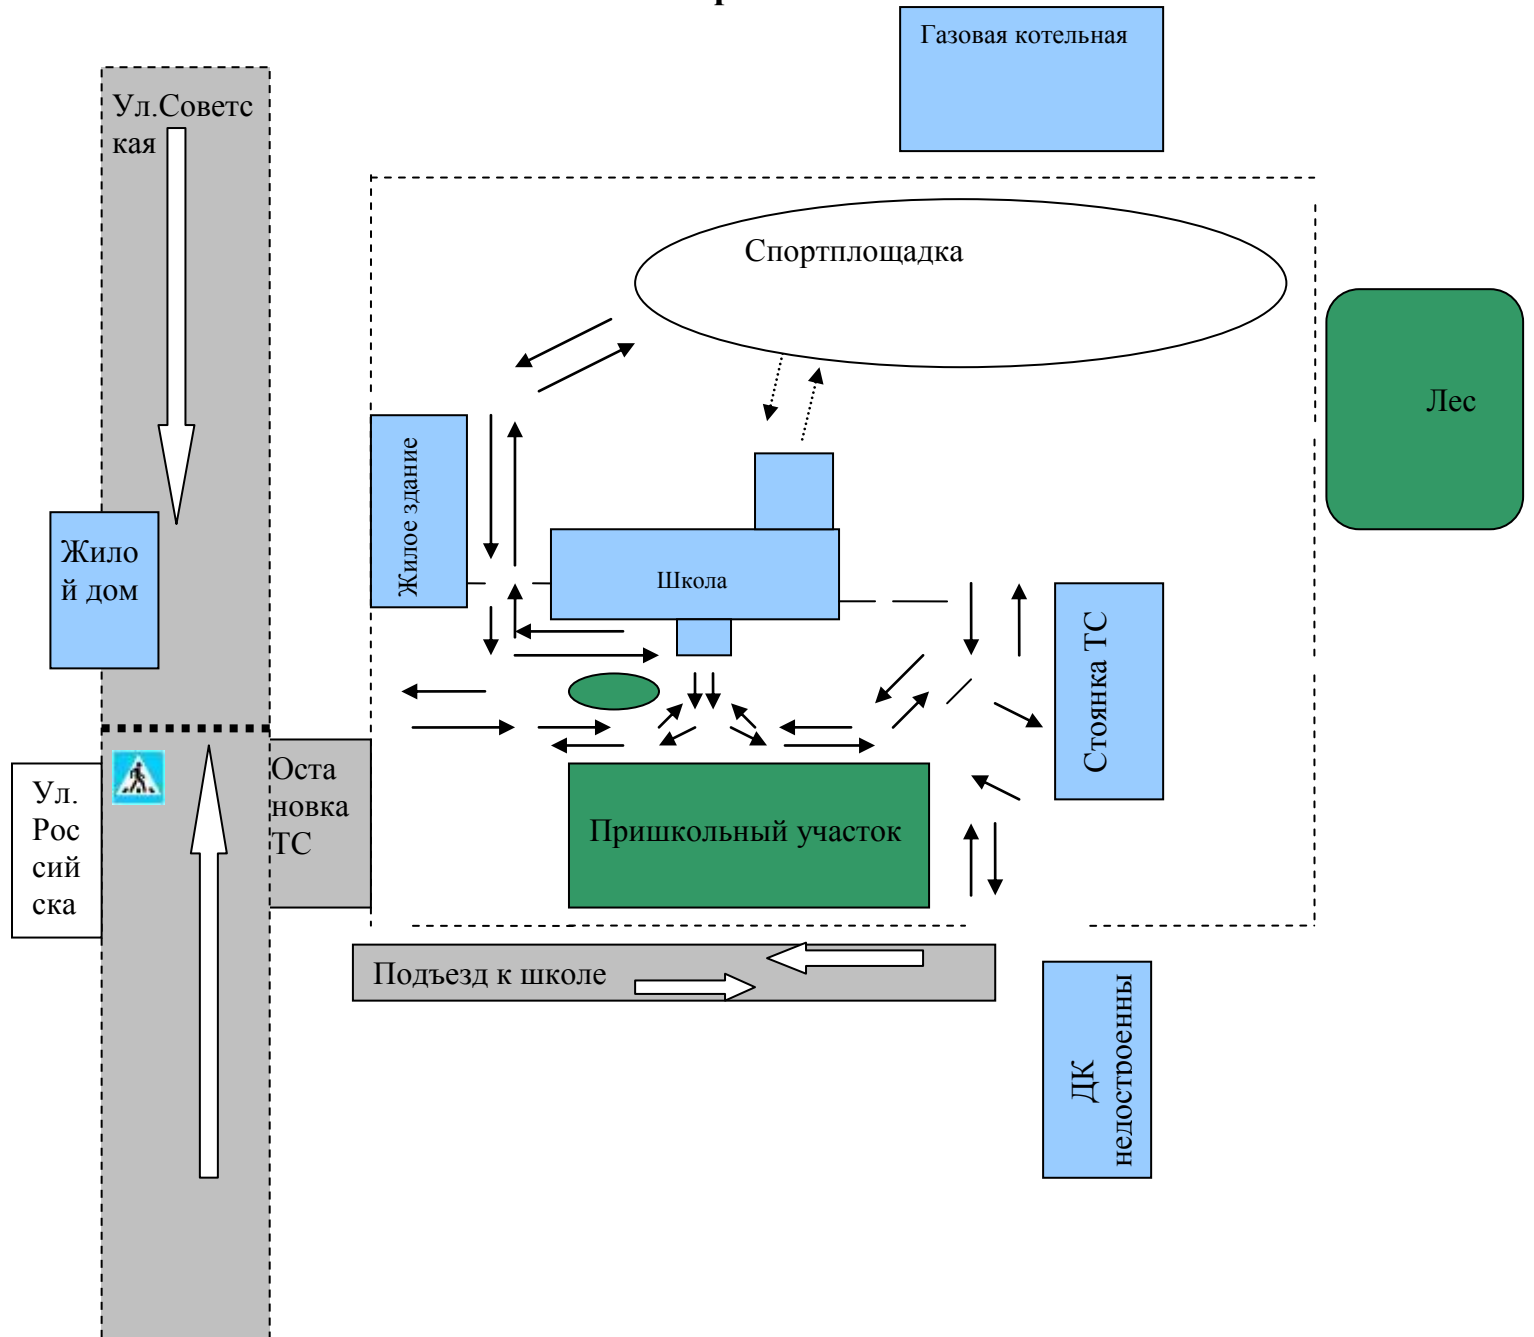 Газовая котельная
Ул.Советс
кая
Спортплощадка
Лес
Жилое здание
Жило
й дом
Школа
Стоянка ТС
Оста
новка
ТС
Ул.
Рос
сий
ска
Пришкольный участок
Подъезд к школе
ДК
недостроенны